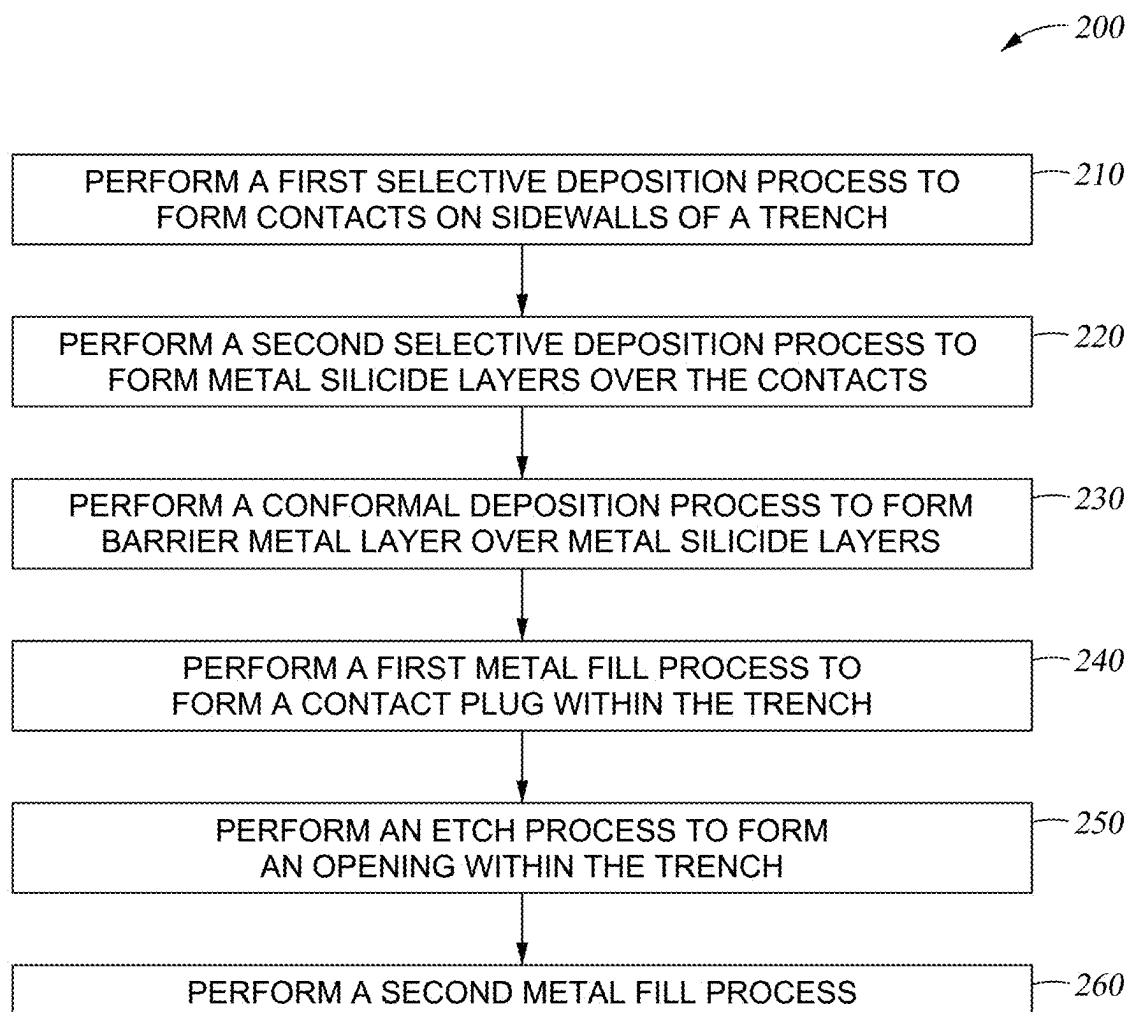 200
PERFORM A FIRST SELECTIVE DEPOSITION PROCESS TO
FORM CONTACTS ON SIDEWALLS OF A TRENCH
210
PERFORM A SECOND SELECTIVE DEPOSITION PROCESS TO
FORM METAL SILICIDE LAYERS OVER THE CONTACTS
220
PERFORM A CONFORMAL DEPOSITION PROCESS TO FORM
BARRIER METAL LAYER OVER METAL SILICIDE LAYERS
230
PERFORM A FIRST METAL FILL PROCESS TO
FORM A CONTACT PLUG WITHIN THE TRENCH
240
PERFORM AN ETCH PROCESS TO FORM
AN OPENING WITHIN THE TRENCH
250
PERFORM A SECOND METAL FILL PROCESS
260